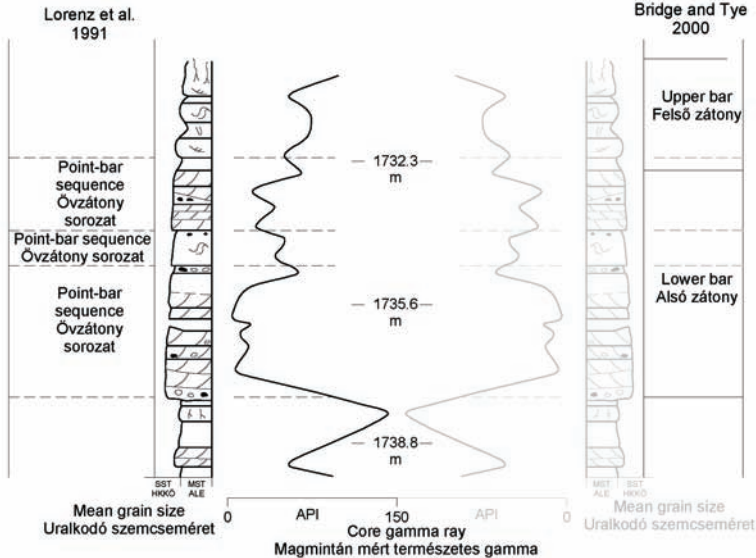 Lorenz et al.
1991
Bridge and Tye
2000
Upper bar
Felső zátony
1732.3
m
Point-bar
sequence
Övzátony
sorozat
Point-bar sequence
Övzátony sorozat
Point-bar
sequence
Övzátony
sorozat
Lower bar
Alsó zátony
1735.6
m
1738.8
m
SST
HKKÖ
MST
ALE
MST
ALE
SST
HKKÖ
Mean grain size
Uralkodó szemcseméret
0
API
150
API
0
Mean grain size
Uralkodó szemcseméret
Core gamma ray
Magmintán mért természetes gamma